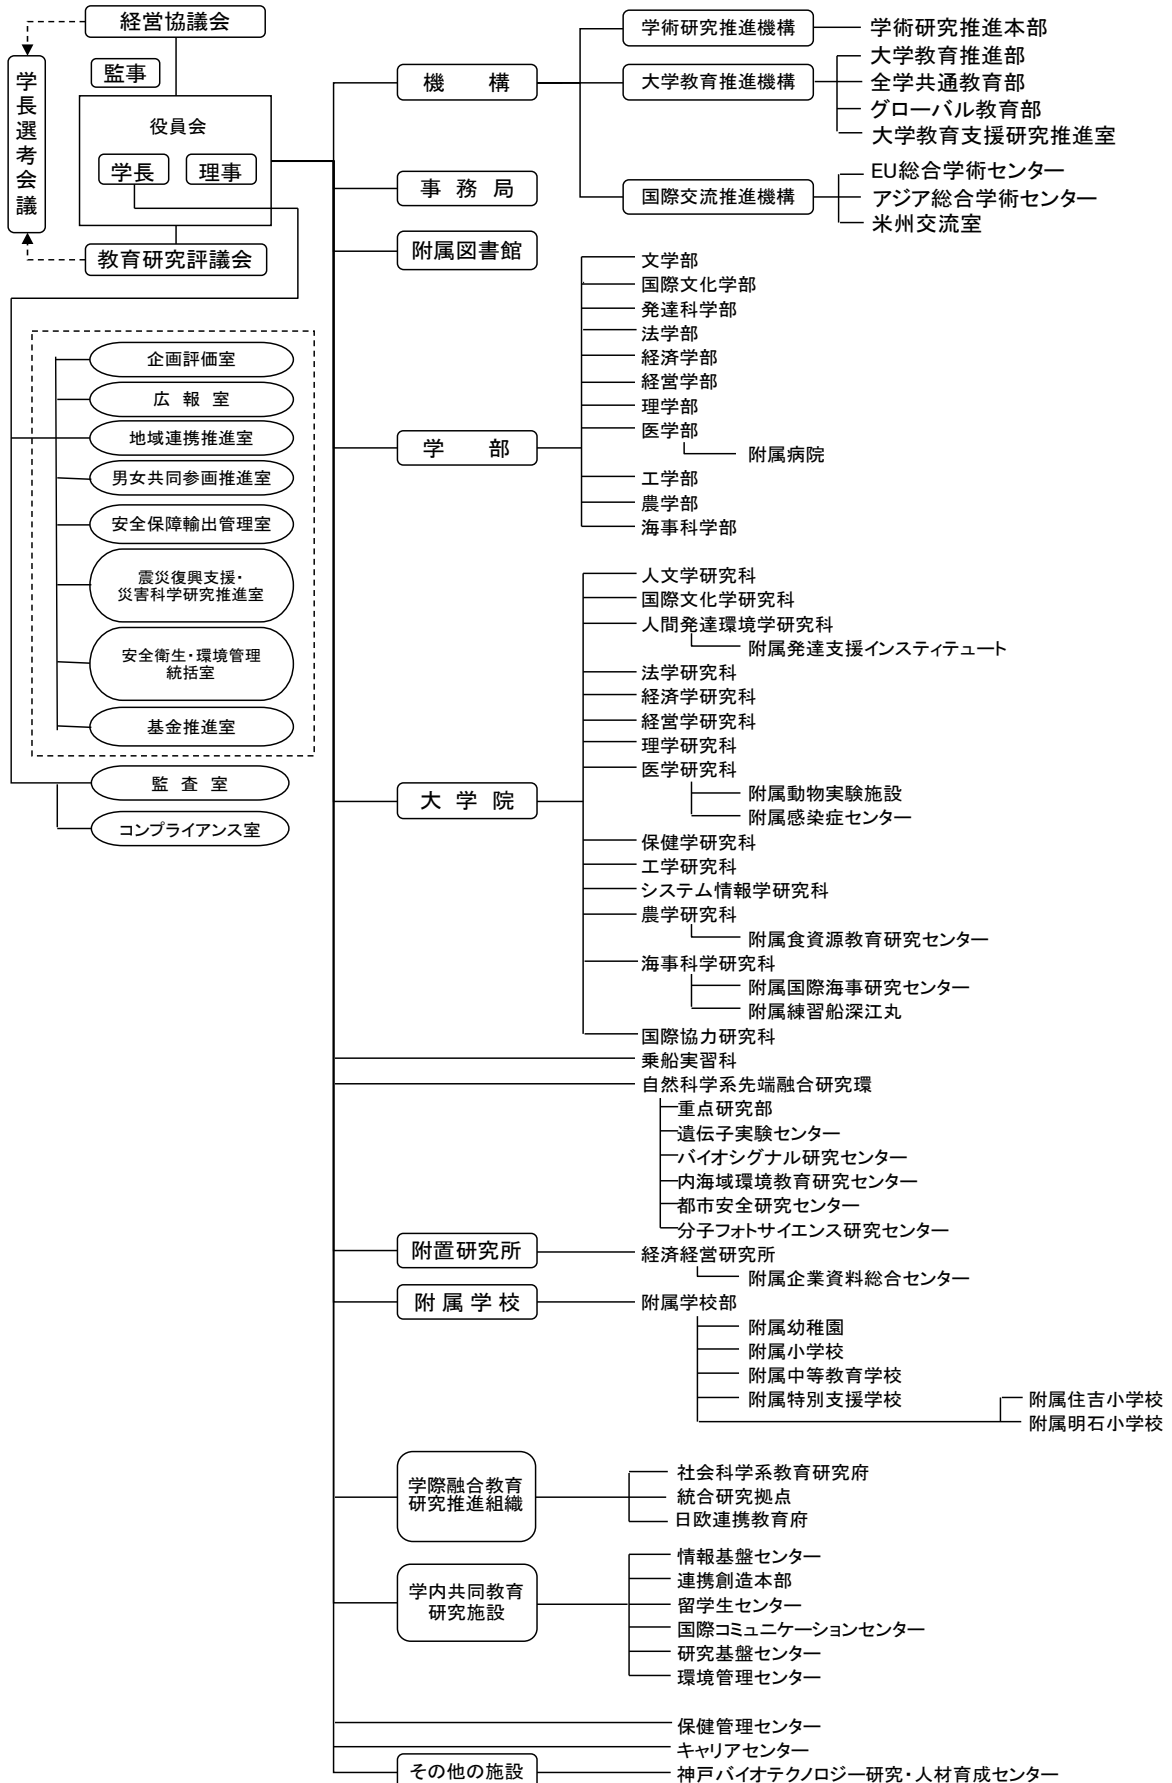 経営協議会
監事
学長選考会議
役員会
学長
理事
教育研究評議会
企画評価室
広 報 室
地域連携推進室
男女共同参画推進室
安全保障輸出管理室
震災復興支援・
災害科学研究推進室
安全衛生・環境管理
統括室
基金推進室
監 査 室
コンプライアンス室
機 構
学術研究推進機構
学術研究推進本部
大学教育推進機構
大学教育推進部
全学共通教育部
グローバル教育部
大学教育支援研究推進室
国際交流推進機構
EU総合学術センター
アジア総合学術センター
米州交流室
事 務 局
附属図書館
学 部
文学部
国際文化学部
発達科学部
法学部
経済学部
経営学部
理学部
医学部
附属病院
工学部
農学部
海事科学部
大 学 院
人文学研究科
国際文化学研究科
人間発達環境学研究科
附属発達支援インスティテュート
法学研究科
経済学研究科
経営学研究科
理学研究科
医学研究科
附属動物実験施設
附属感染症センター
保健学研究科
工学研究科
システム情報学研究科
農学研究科
附属食資源教育研究センター
海事科学研究科
附属国際海事研究センター
附属練習船深江丸
国際協力研究科
乗船実習科
自然科学系先端融合研究環
重点研究部
遺伝子実験センター
バイオシグナル研究センター
内海域環境教育研究センター
都市安全研究センター
分子フォトサイエンス研究センター
附置研究所
経済経営研究所
附属企業資料総合センター
附 属 学 校
附属学校部
附属幼稚園
附属小学校
附属中等教育学校
附属特別支援学校
附属住吉小学校
附属明石小学校
学際融合教育
研究推進組織
社会科学系教育研究府
統合研究拠点
日欧連携教育府
学内共同教育
研究施設
情報基盤センター
連携創造本部
留学生センター
国際コミュニケーションセンター
研究基盤センター
環境管理センター
保健管理センター
キャリアセンター
その他の施設
神戸バイオテクノロジー研究・人材育成センター